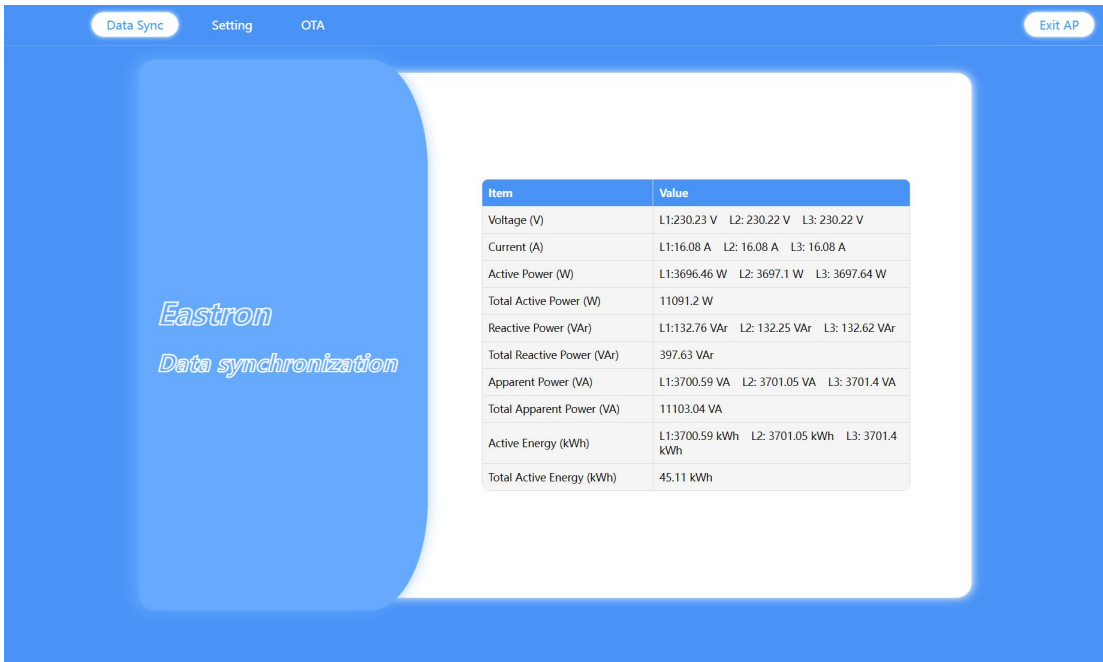 Data Sync Setting OTA Exit AP
Eastron
Data synchronization
Item Value
Voltage (V) L1:230.23 V L2: 230.22 V L3: 230.22 V
Current (A) L1:16.08 A L2: 16.08 A L3: 16.08 A
Active Power (W) L1:3696.46 W L2: 3697.1 W L3: 3697.64 W
Total Active Power (W) 11091.2 W
Reactive Power (VAr) L1:132.76 VAr L2: 132.25 VAr L3: 132.62 VAr
Total Reactive Power (VAr) 397.63 VAr
Apparent Power (VA) L1:3700.59 VA L2: 3701.05 VA L3: 3701.4 VA
Total Apparent Power (VA) 11103.04 VA
Active Energy (kWh) L1:3700.59 kWh L2: 3701.05 kWh L3: 3701.4
kWh
Total Active Energy (kWh) 45.11 kWh